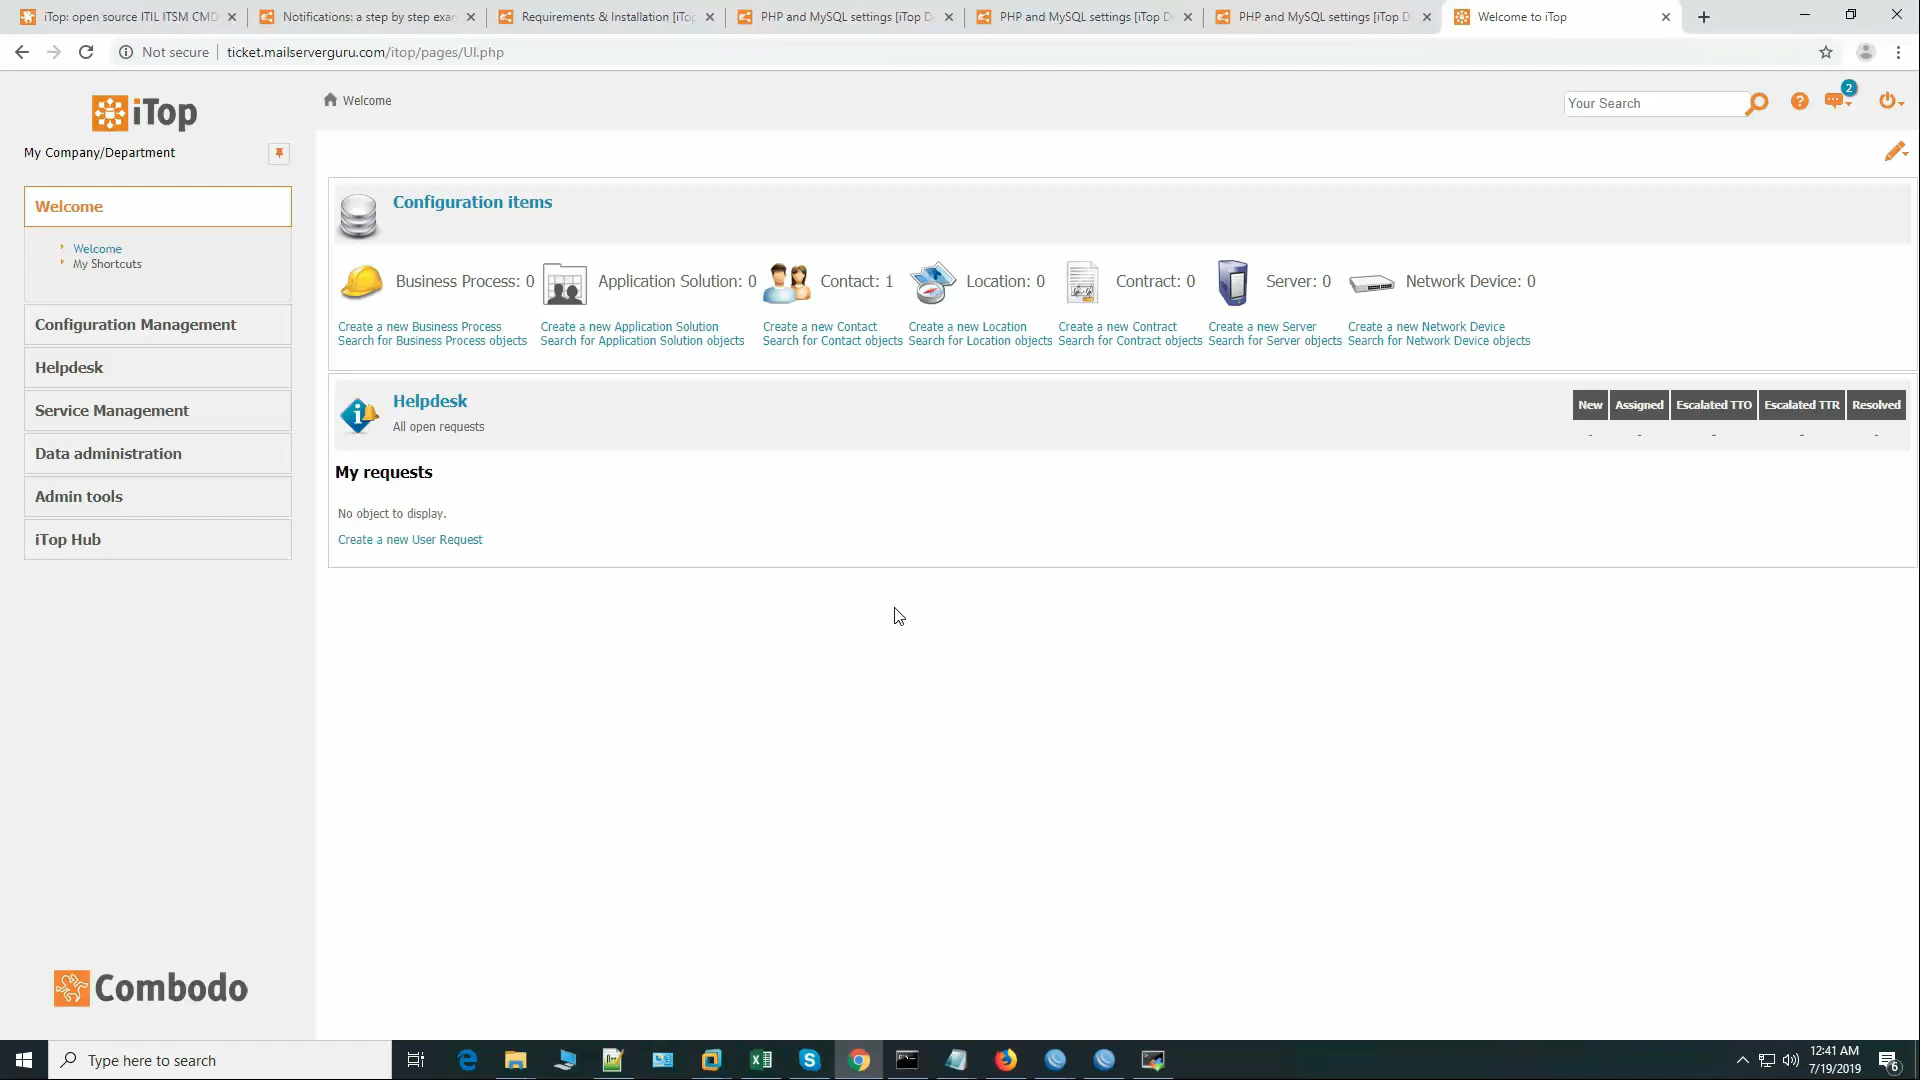 iTop: open source ITIL ITSM CMD
Notifications: a step by step exa
Requirements & Installation [iTo
PHP and MySQL settings [iTop D
PHP and MySQL settings [iTop D
PHP and MySQL settings [iTop D
Welcome to iTop
Not secure
ticket.mailserverguru.com/itop/pages/UI.php
iTop
My Company/Department
Welcome
Your Search
2
Welcome
Welcome
My Shortcuts
Configuration Management
Helpdesk
Service Management
Data administration
Admin tools
iTop Hub
Combodo
Configuration items
Business Process: 0
Application Solution: 0
Contact: 1
Location: 0
Contract: 0
Server: 0
Network Device: 0
Create a new Business Process
Create a new Application Solution
Create a new Contact
Create a new Location
Create a new Contract
Create a new Server
Create a new Network Device
Search for Business Process objects
Search for Application Solution objects
Search for Contact objects
Search for Location objects
Search for Contract objects
Search for Server objects
Search for Network Device objects
Helpdesk
All open requests
New
Assigned
Escalated TTO
Escalated TTR
Resolved
-
-
-
-
-
My requests
No object to display.
Create a new User Request
Type here to search
12:41 AM
7/19/2019
6